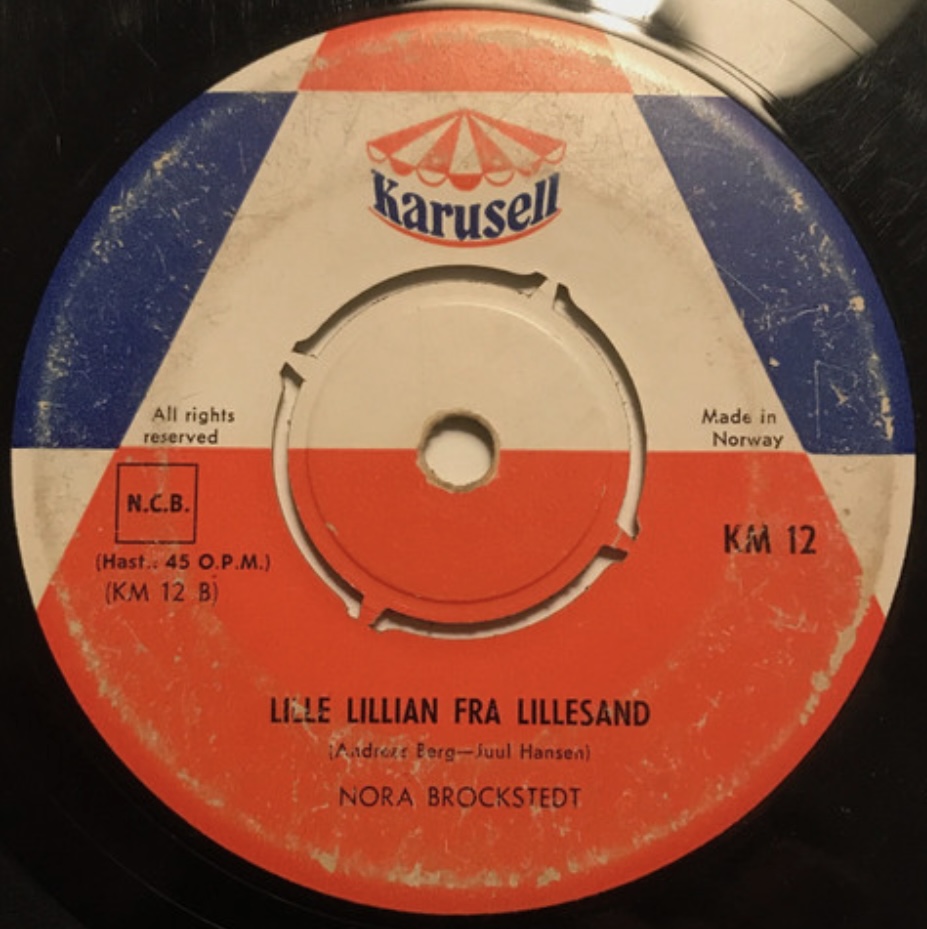 Karusell
All rights
reserved
Made in
Norway
N.C.B.
(Hast.: 45 O.P.M.)
(KM 12 B)
KM 12
LILLE LILLIAN FRA LILLESAND
(Andreas Berg—Juul Hansen)
NORA BROCKSTEDT